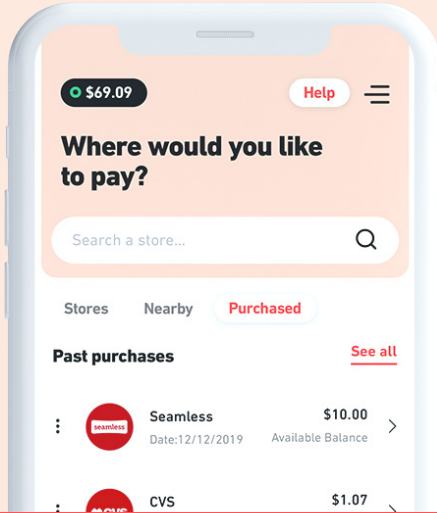 $69.09
Help
Where would you like
to pay?
Search a store...
Stores Nearby Purchased
Past purchases See all
seamless
Seamless $10.00
Date:12/12/2019 Available Balance
CVS $1.07
CVS